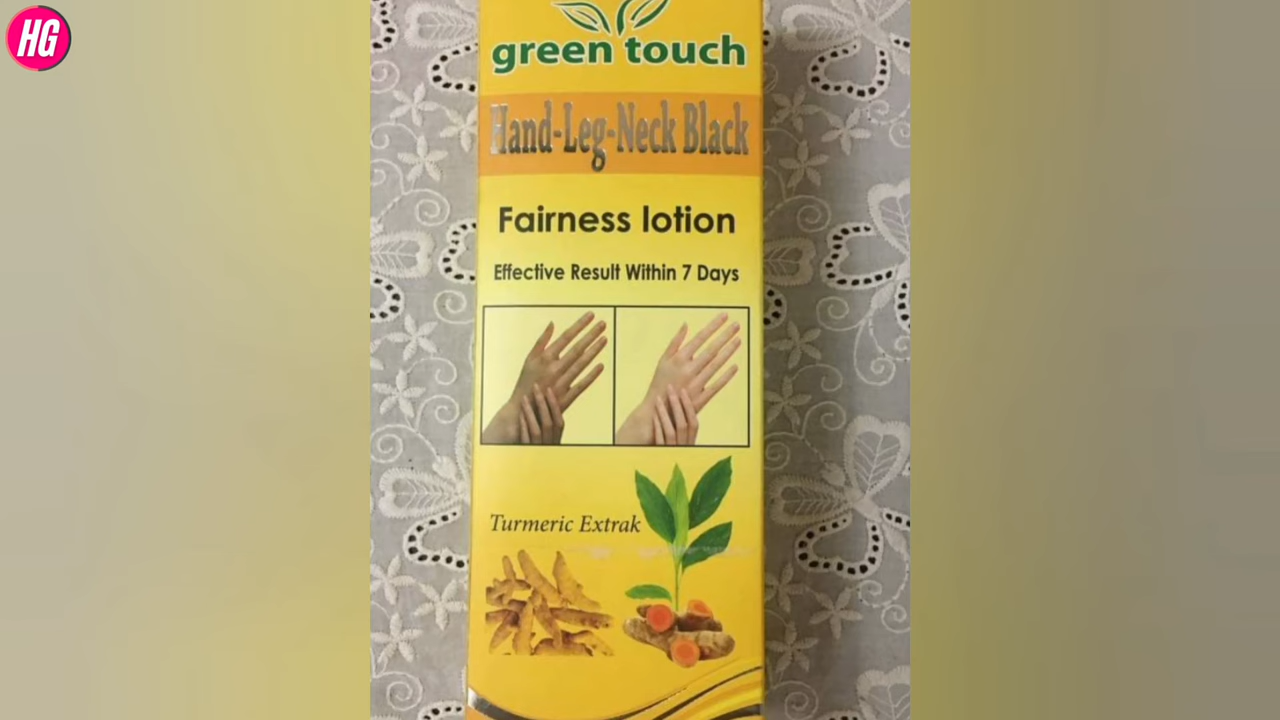 HG
green touch
Hand-Leg-Neck Black
Fairness lotion
Effective Result Within 7 Days
Turmeric Extrak